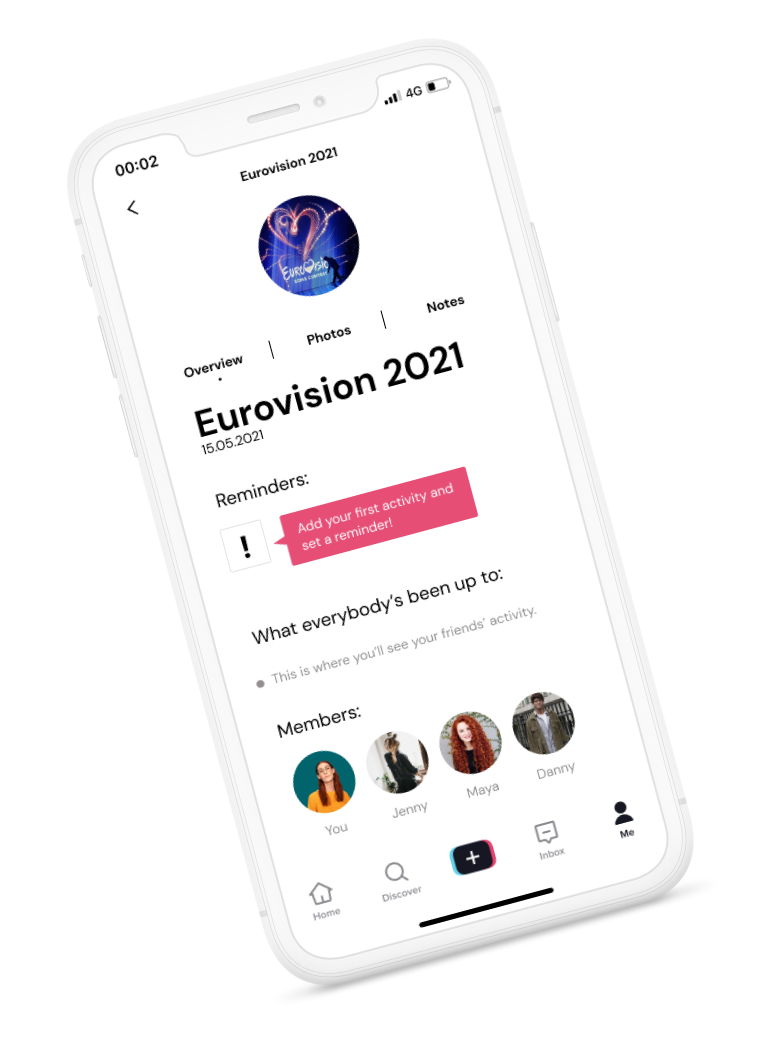 00:02
4G
Eurovision 2021
EUROVISION
SONG CONTEST
Overview
Photos
Notes
Eurovision 2021
15.05.2021
Reminders:
!
Add your first activity and
set a reminder!
What everybody's been up to:
This is where you'll see your friends' activity.
Members:
You
Jenny
Maya
Danny
Home
Discover
Inbox
Me